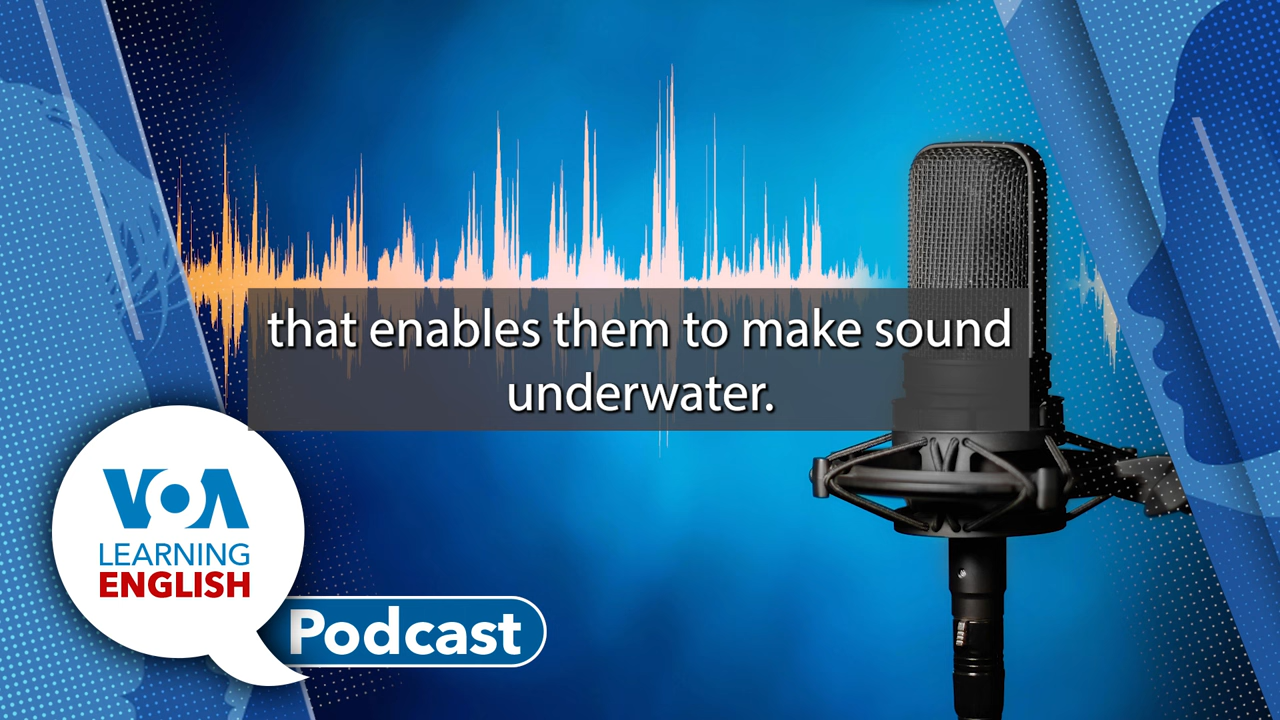 that enables them to make sound
underwater.
VOA
LEARNING
ENGLISH
Podcast